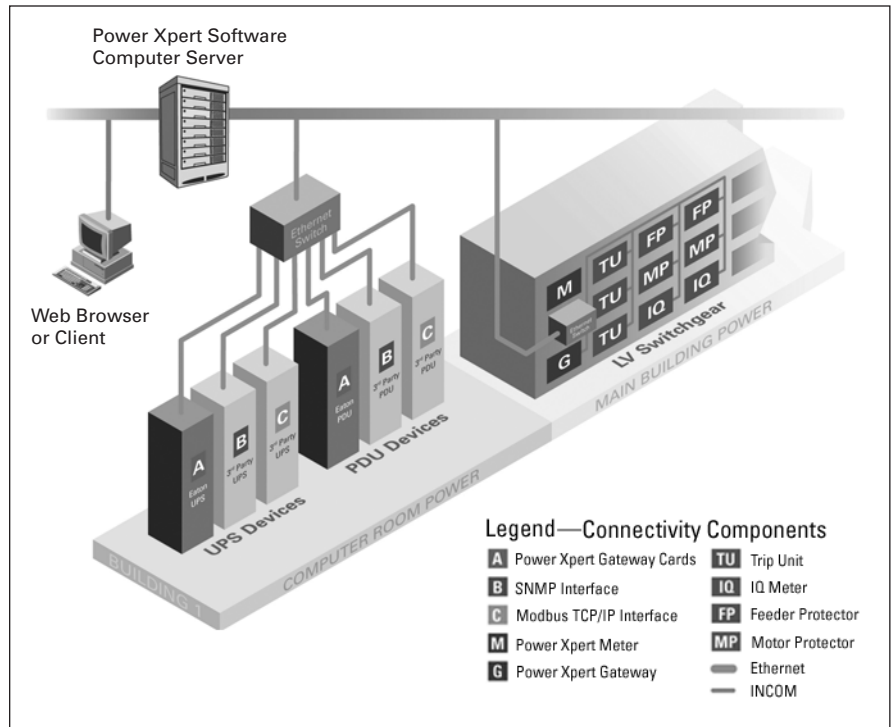 Power Xpert Software
Computer Server
Web Browser
or Client
Ethernet
Switch
A
Eaton
UPS
B
3rd Party
UPS
C
3rd Party
UPS
UPS Devices
A
Eaton
PDU
B
3rd Party
PDU
C
3rd Party
PDU
PDU Devices
M
Ethernet
Switch
G
TU
TU
TU
FP
MP
IQ
FP
MP
IQ
LV Switchgear
MAIN BUILDING POWER
COMPUTER ROOM POWER
BUILDING 1
Legend—Connectivity Components
A Power Xpert Gateway Cards
B SNMP Interface
C Modbus TCP/IP Interface
M Power Xpert Meter
G Power Xpert Gateway
TU Trip Unit
IQ IQ Meter
FP Feeder Protector
MP Motor Protector
Ethernet
INCOM